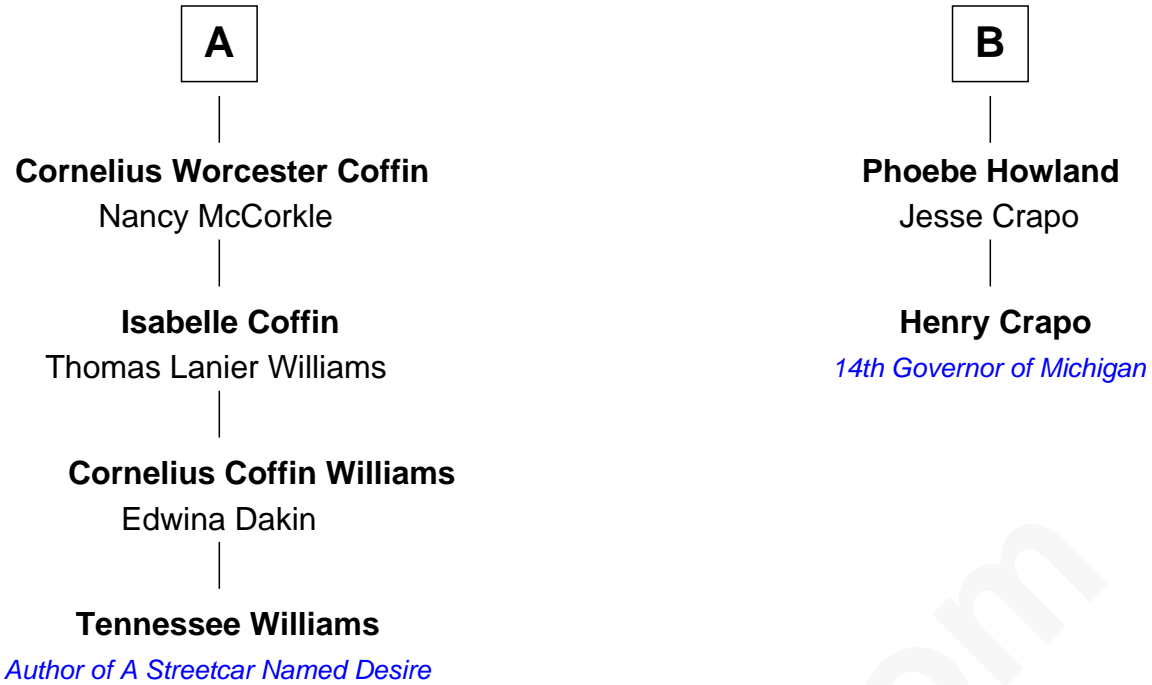 A
Cornelius Worcester Coffin
Nancy McCorkle
Isabelle Coffin
Thomas Lanier Williams
Cornelius Coffin Williams
Edwina Dakin
Tennessee Williams
Author of A Streetcar Named Desire
B
Phoebe Howland
Jesse Crapo
Henry Crapo
14th Governor of Michigan
om